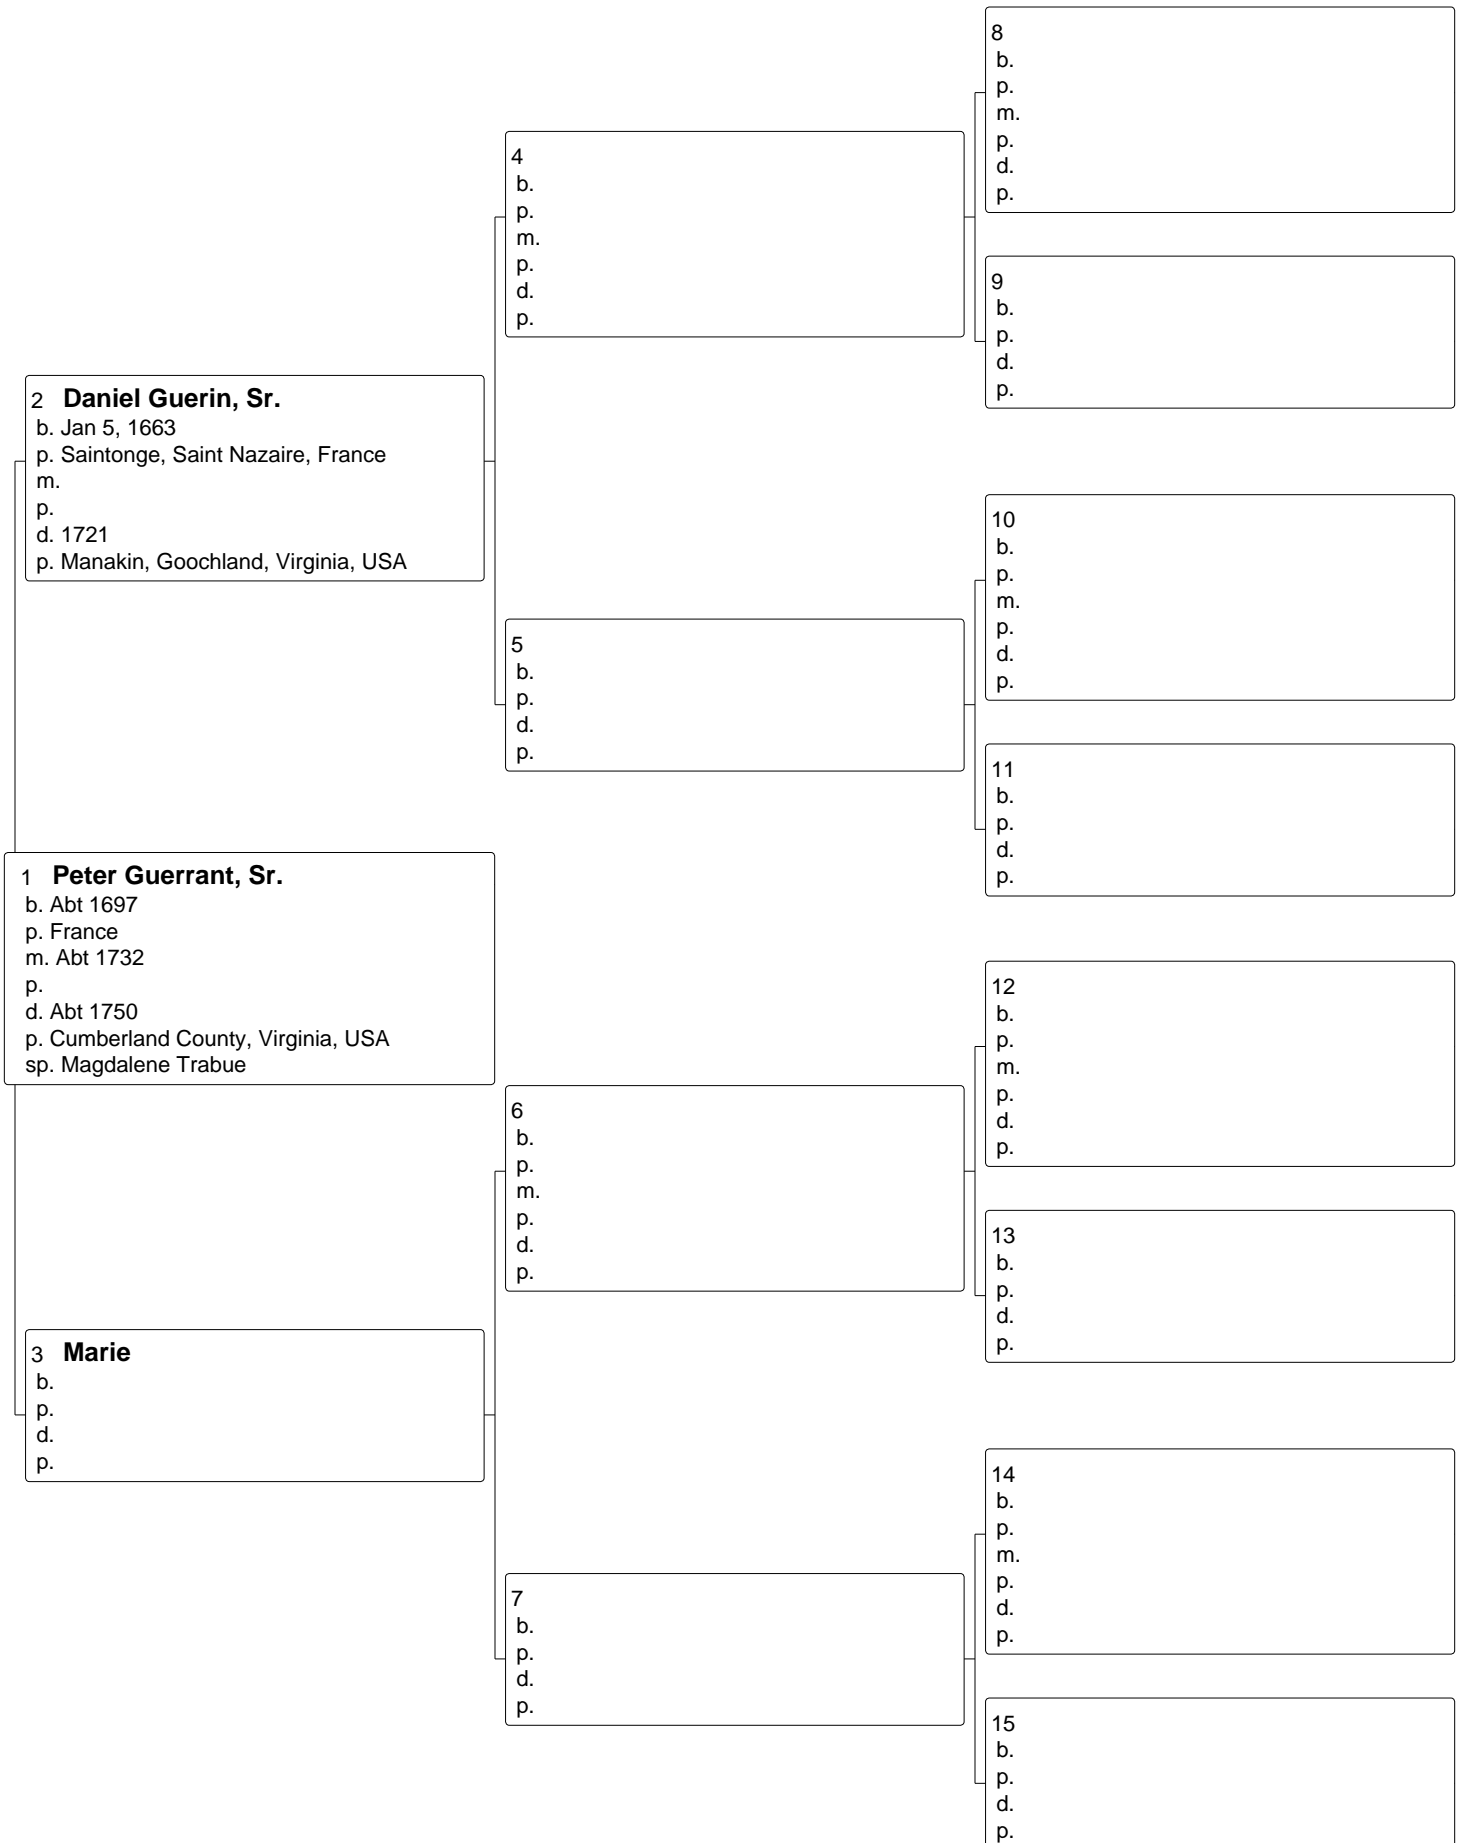 8
b.
p.
m.
p.
d.
p.
4
b.
p.
m.
p.
d.
p.
9
b.
p.
d.
p.
2 Daniel Guerin, Sr.
b. Jan 5, 1663
p. Saintonge, Saint Nazaire, France
m.
p.
d. 1721
p. Manakin, Goochland, Virginia, USA
10
b.
p.
m.
p.
d.
p.
5
b.
p.
d.
p.
11
b.
p.
d.
p.
1 Peter Guerrant, Sr.
b. Abt 1697
p. France
m. Abt 1732
p.
d. Abt 1750
p. Cumberland County, Virginia, USA
sp. Magdalene Trabue
12
b.
p.
m.
p.
d.
p.
6
b.
p.
m.
p.
d.
p.
13
b.
p.
d.
p.
3 Marie
b.
p.
d.
p.
14
b.
p.
m.
p.
d.
p.
7
b.
p.
d.
p.
15
b.
p.
d.
p.